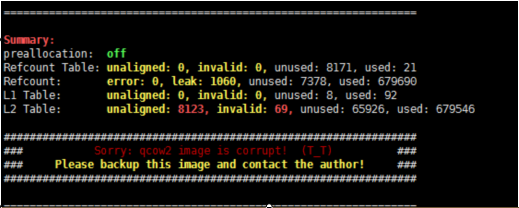 ================================================================
Summary:
preallocation: off
Refcount Table: unaligned: 0, invalid: 0, unused: 8171, used: 21
Refcount: error: 0, leak: 1060, unused: 7378, used: 679690
L1 Table: unaligned: 0, invalid: 0, unused: 8, used: 92
L2 Table: unaligned: 8123, invalid: 69, unused: 65926, used: 679546
################################################################
### Sorry: qcow2 image is corrupt! (T_T) ###
### Please backup this image and contact the author! ###
################################################################
================================================================